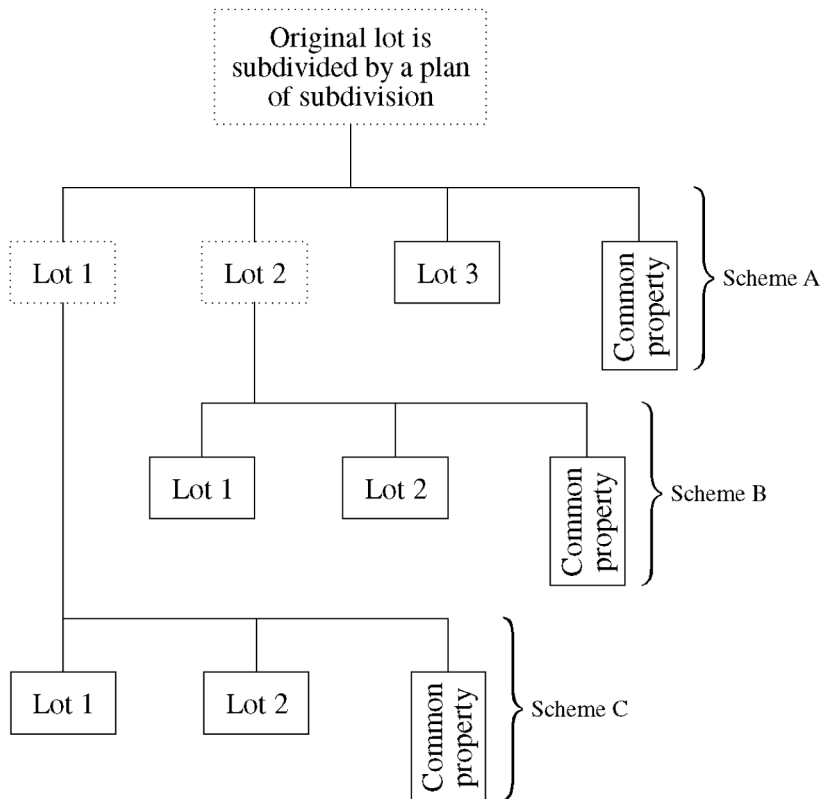 Original lot is
subdivided by a plan
of subdivision
Lot 1
Lot 2
Lot 3
Common
property
Scheme A
Lot 1
Lot 2
Common
property
Scheme B
Lot 1
Lot 2
Common
property
Scheme C